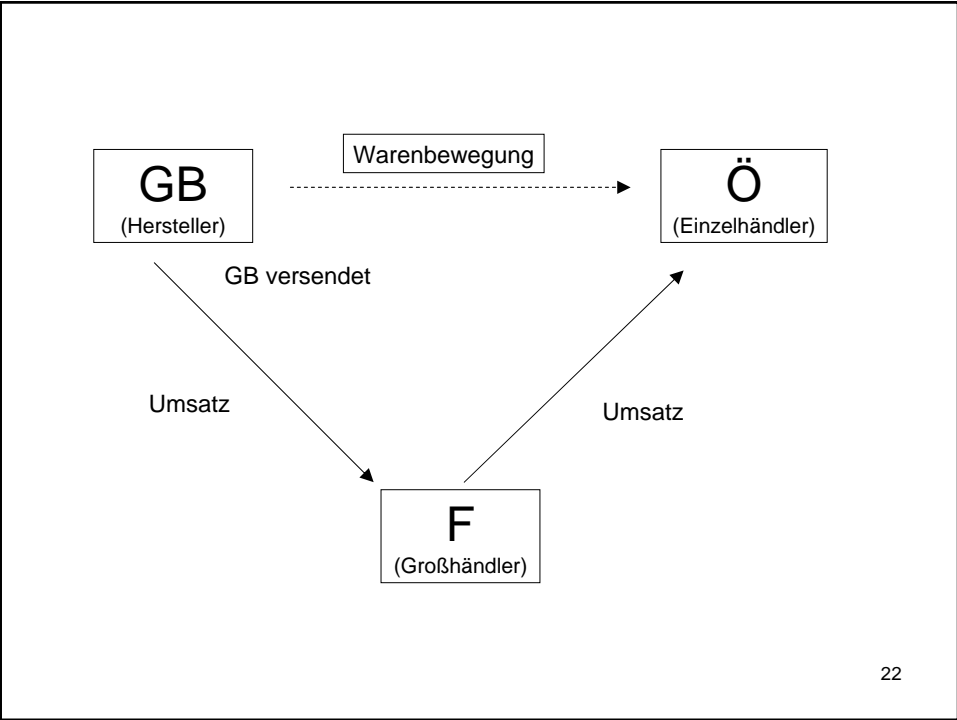 Warenbewegung
GB
(Hersteller)
Ö
(Einzelhändler)
GB versendet
Umsatz
Umsatz
F
(Großhändler)
22